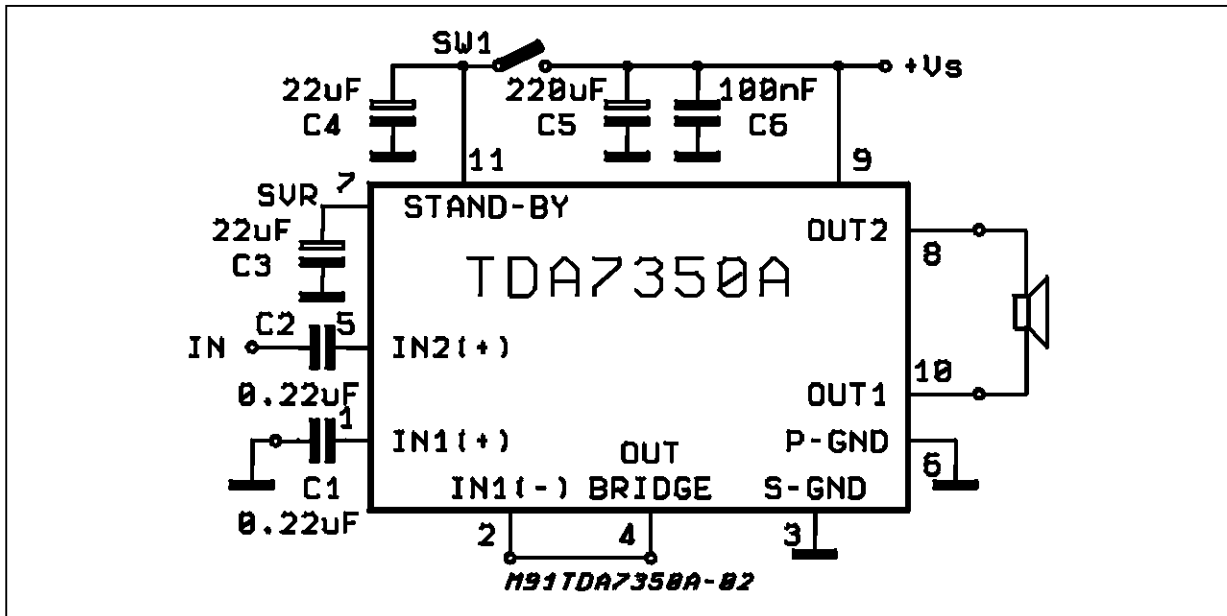 SW1
+Vs
22uF
C4
220uF
C5
100nF
C6
11
9
SVR
7
STAND-BY
22uF
C3
OUT2
8
TDA7350A
C2
5
IN
IN2(+)
0.22uF
10
OUT1
1
IN1(+)
P-GND
6
C1
0.22uF
OUT
IN1(-)
BRIDGE
S-GND
2
4
3
M91TDA7350A-02